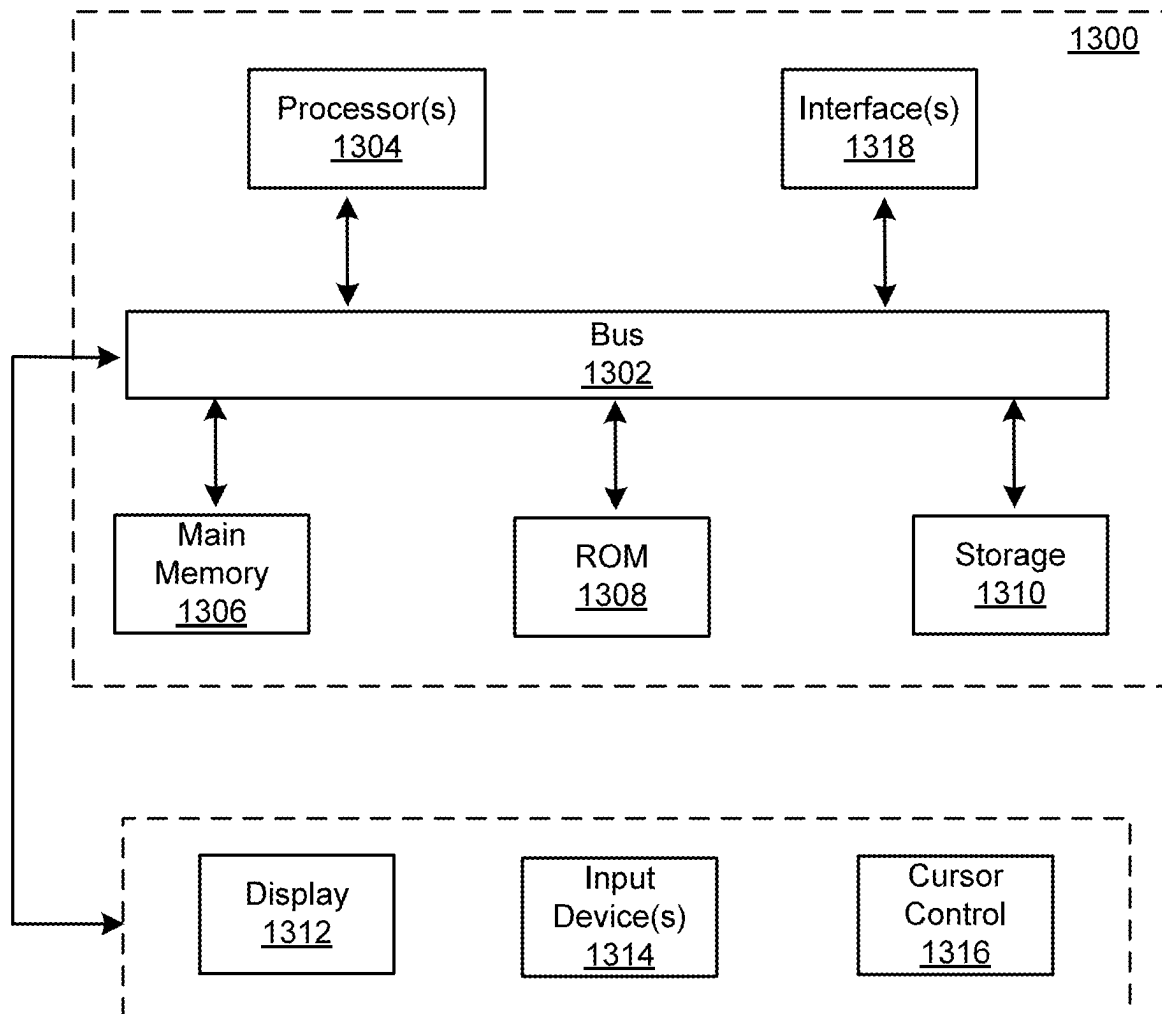 1300
Processor(s)
1304
Interface(s)
1318
Bus
1302
Main
Memory
1306
ROM
1308
Storage
1310
Display
1312
Input
Device(s)
1314
Cursor
Control
1316